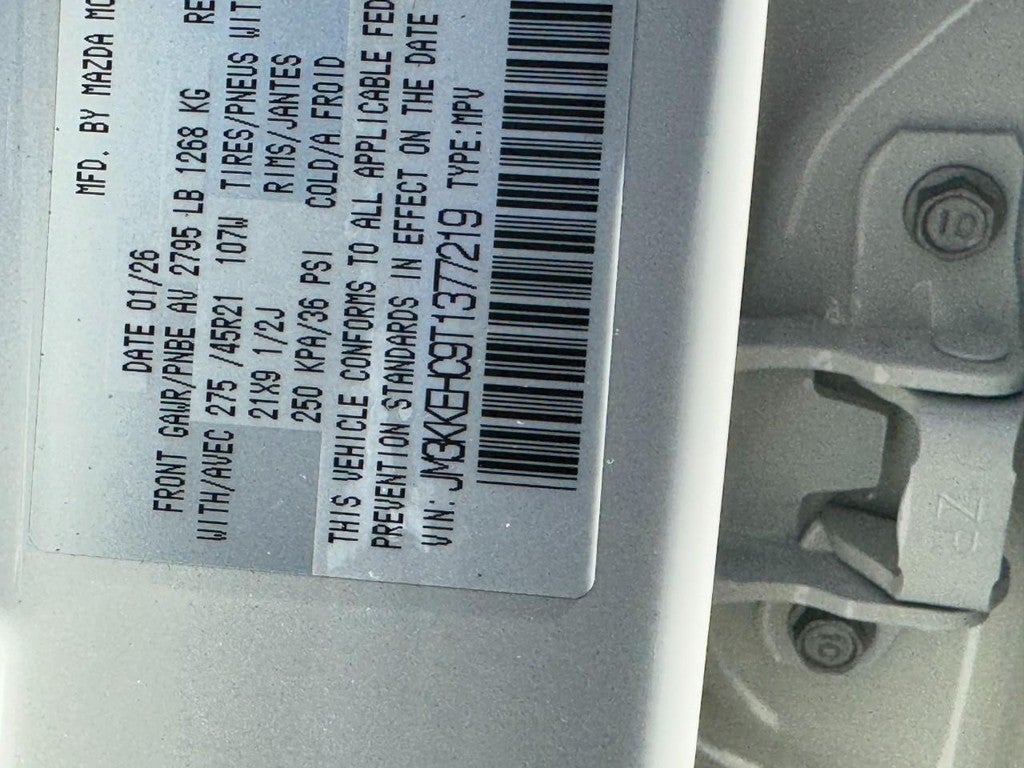 MFD. BY MAZDA MO
DATE 01/26
FRONT GAWR/PNBE AV 2795 LB 1268 KG RE
WITH/AVEC 275 /45R21 107W TIRES/PNEUS WIT
21X9 1/2J RIMS/JANTES
250 KPA/36 PSI COLD/A FROID
THIS VEHICLE CONFORMS TO ALL APPLICABLE FED
PREVENTION STANDARDS IN EFFECT ON THE DATE
VIN: JM3KKEHC9T1377219 TYPE:MPV
10